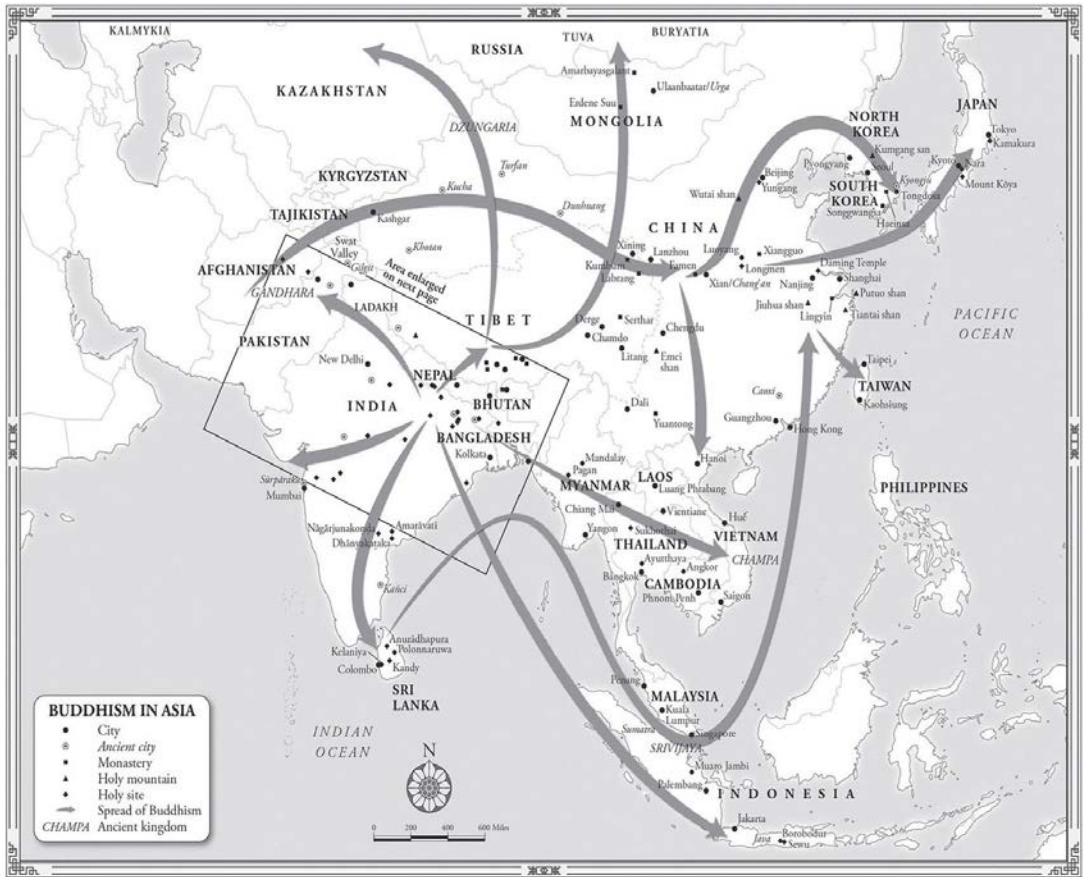 KALMYKIA
RUSSIA
TUVA
BURYATIA
KAZAKHSTAN
DZUNGARIA
Amarbayasgalant
Ulaanbaatar/Urga
Erdene Suu
MONGOLIA
NORTH
KOREA
JAPAN
Tokyo
Kamakura
Kumgang san
Pyongyang
Seoul
Kyoto
Nara
Mount Kōya
Kyongju
SOUTH
KOREA
Tongdosa
Songgwangsa
Haeinsa
Turfan
KYRGYZSTAN
Kucha
Dunhuang
Beijing
Yungang
Wutai shan
TAJIKISTAN
Kashgar
CHINA
Khotan
Swat
Valley
Gilgit
Xining
Lanzhou
Kumbum
Labrang
Famen
Luoyang
Xiangguo
Longmen
Xian/Chang'an
Daming Temple
Nanjing
Shanghai
AFGHANISTAN
GANDHARA
Area enlarged
on next page
LADAKH
Jiuhua shan
Putuo shan
Lingyin
Tiantai shan
PACIFIC
OCEAN
TIBET
PAKISTAN
Derge
Serthar
Chamdo
Chengdu
Litang
Emei
shan
New Delhi
NEPAL
INDIA
BHUTAN
BANGLADESH
Kolkata
Dali
Yuantong
Caoxi
Taipei
TAIWAN
Kaohsiung
Guangzhou
Hong Kong
Sūrpāraka
Mumbai
Mandalay
Pagan
MYANMAR
Hanoi
LAOS
Luang Phrabang
PHILIPPINES
Nāgārjunakoṇḍa
Amarāvatī
Dhānyakaṭaka
Chiang Mai
Vientiane
Hué
Yangon
Sukhothai
THAILAND
VIETNAM
CHAMPA
Ayutthaya
Angkor
Bangkok
CAMBODIA
Phnom Penh
Saigon
Kañci
Anurādhapura
Polonnaruwa
Kelaniya
Colombo
Kandy
SRI
LANKA
Penang
MALAYSIA
Kuala
Lumpur
Sumatra
Singapore
SRIVIJAYA
Muaro Jambi
Palembang
INDONESIA
Jakarta
Java
Borobodur
Sewu
INDIAN
OCEAN
BUDDHISM IN ASIA
City
Ancient city
Monastery
Holy mountain
Holy site
Spread of Buddhism
CHAMPA Ancient kingdom
N
0 200 400 600 Miles